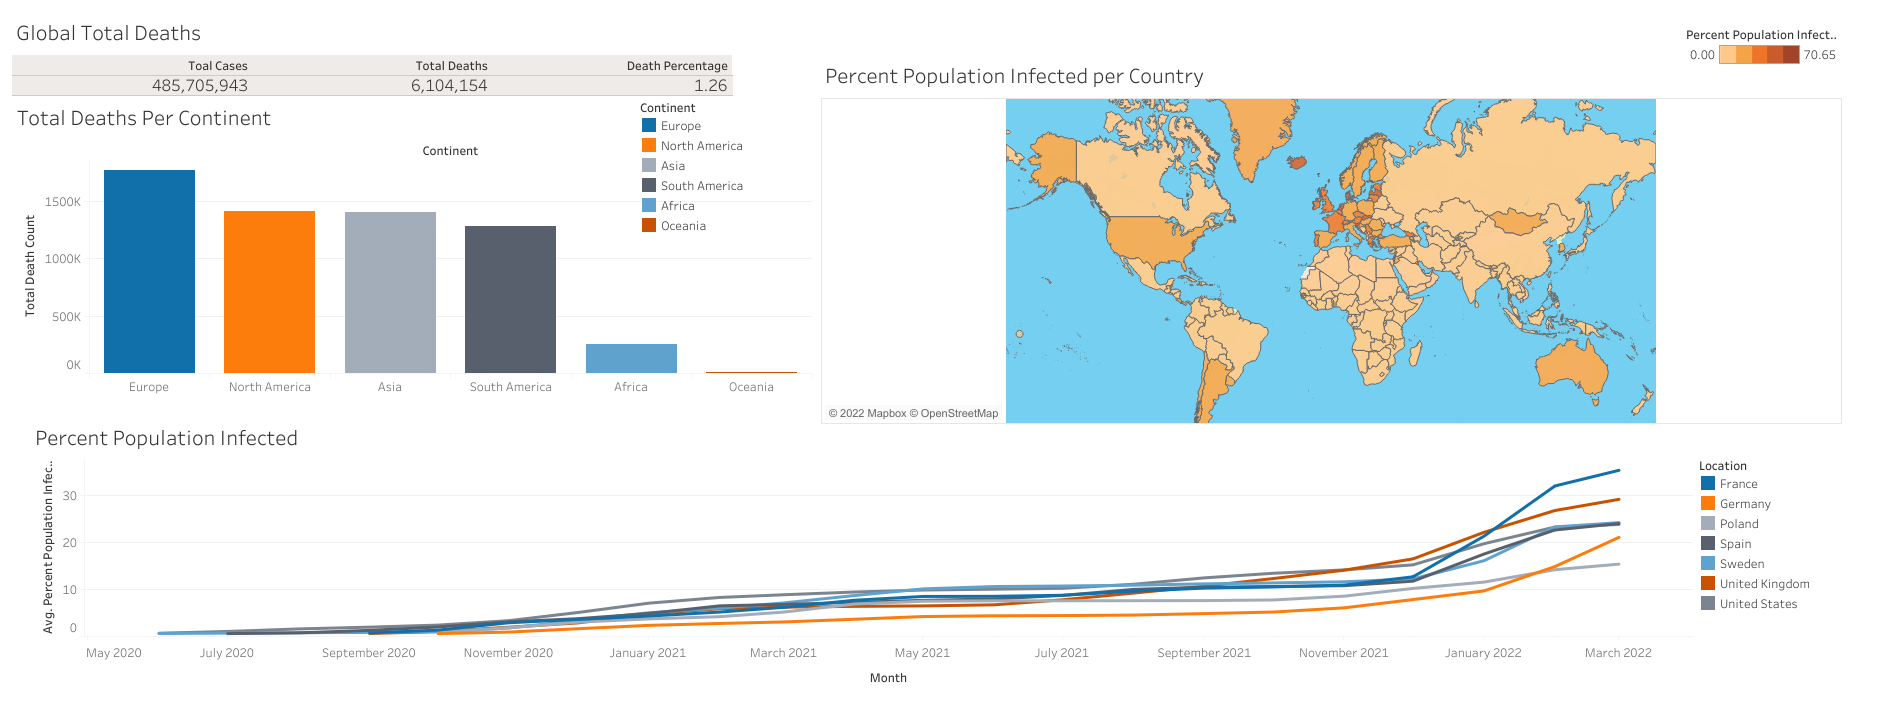 Global Total Deaths
Toal Cases Total Deaths Death Percentage
485,705,943 6,104,154 1.26
Total Deaths Per Continent
Continent
Europe
North America
Asia
South America
Africa
Oceania
Continent
Total Death Count
1500K
1000K
500K
0K
Europe North America Asia South America Africa Oceania
Percent Population Infect..
0.00 70.65
Percent Population Infected per Country
© 2022 Mapbox © OpenStreetMap
Percent Population Infected
Avg. Percent Population Infec..
30
20
10
0
May 2020 July 2020 September 2020 November 2020 January 2021 March 2021 May 2021 July 2021 September 2021 November 2021 January 2022 March 2022
Month
Location
France
Germany
Poland
Spain
Sweden
United Kingdom
United States